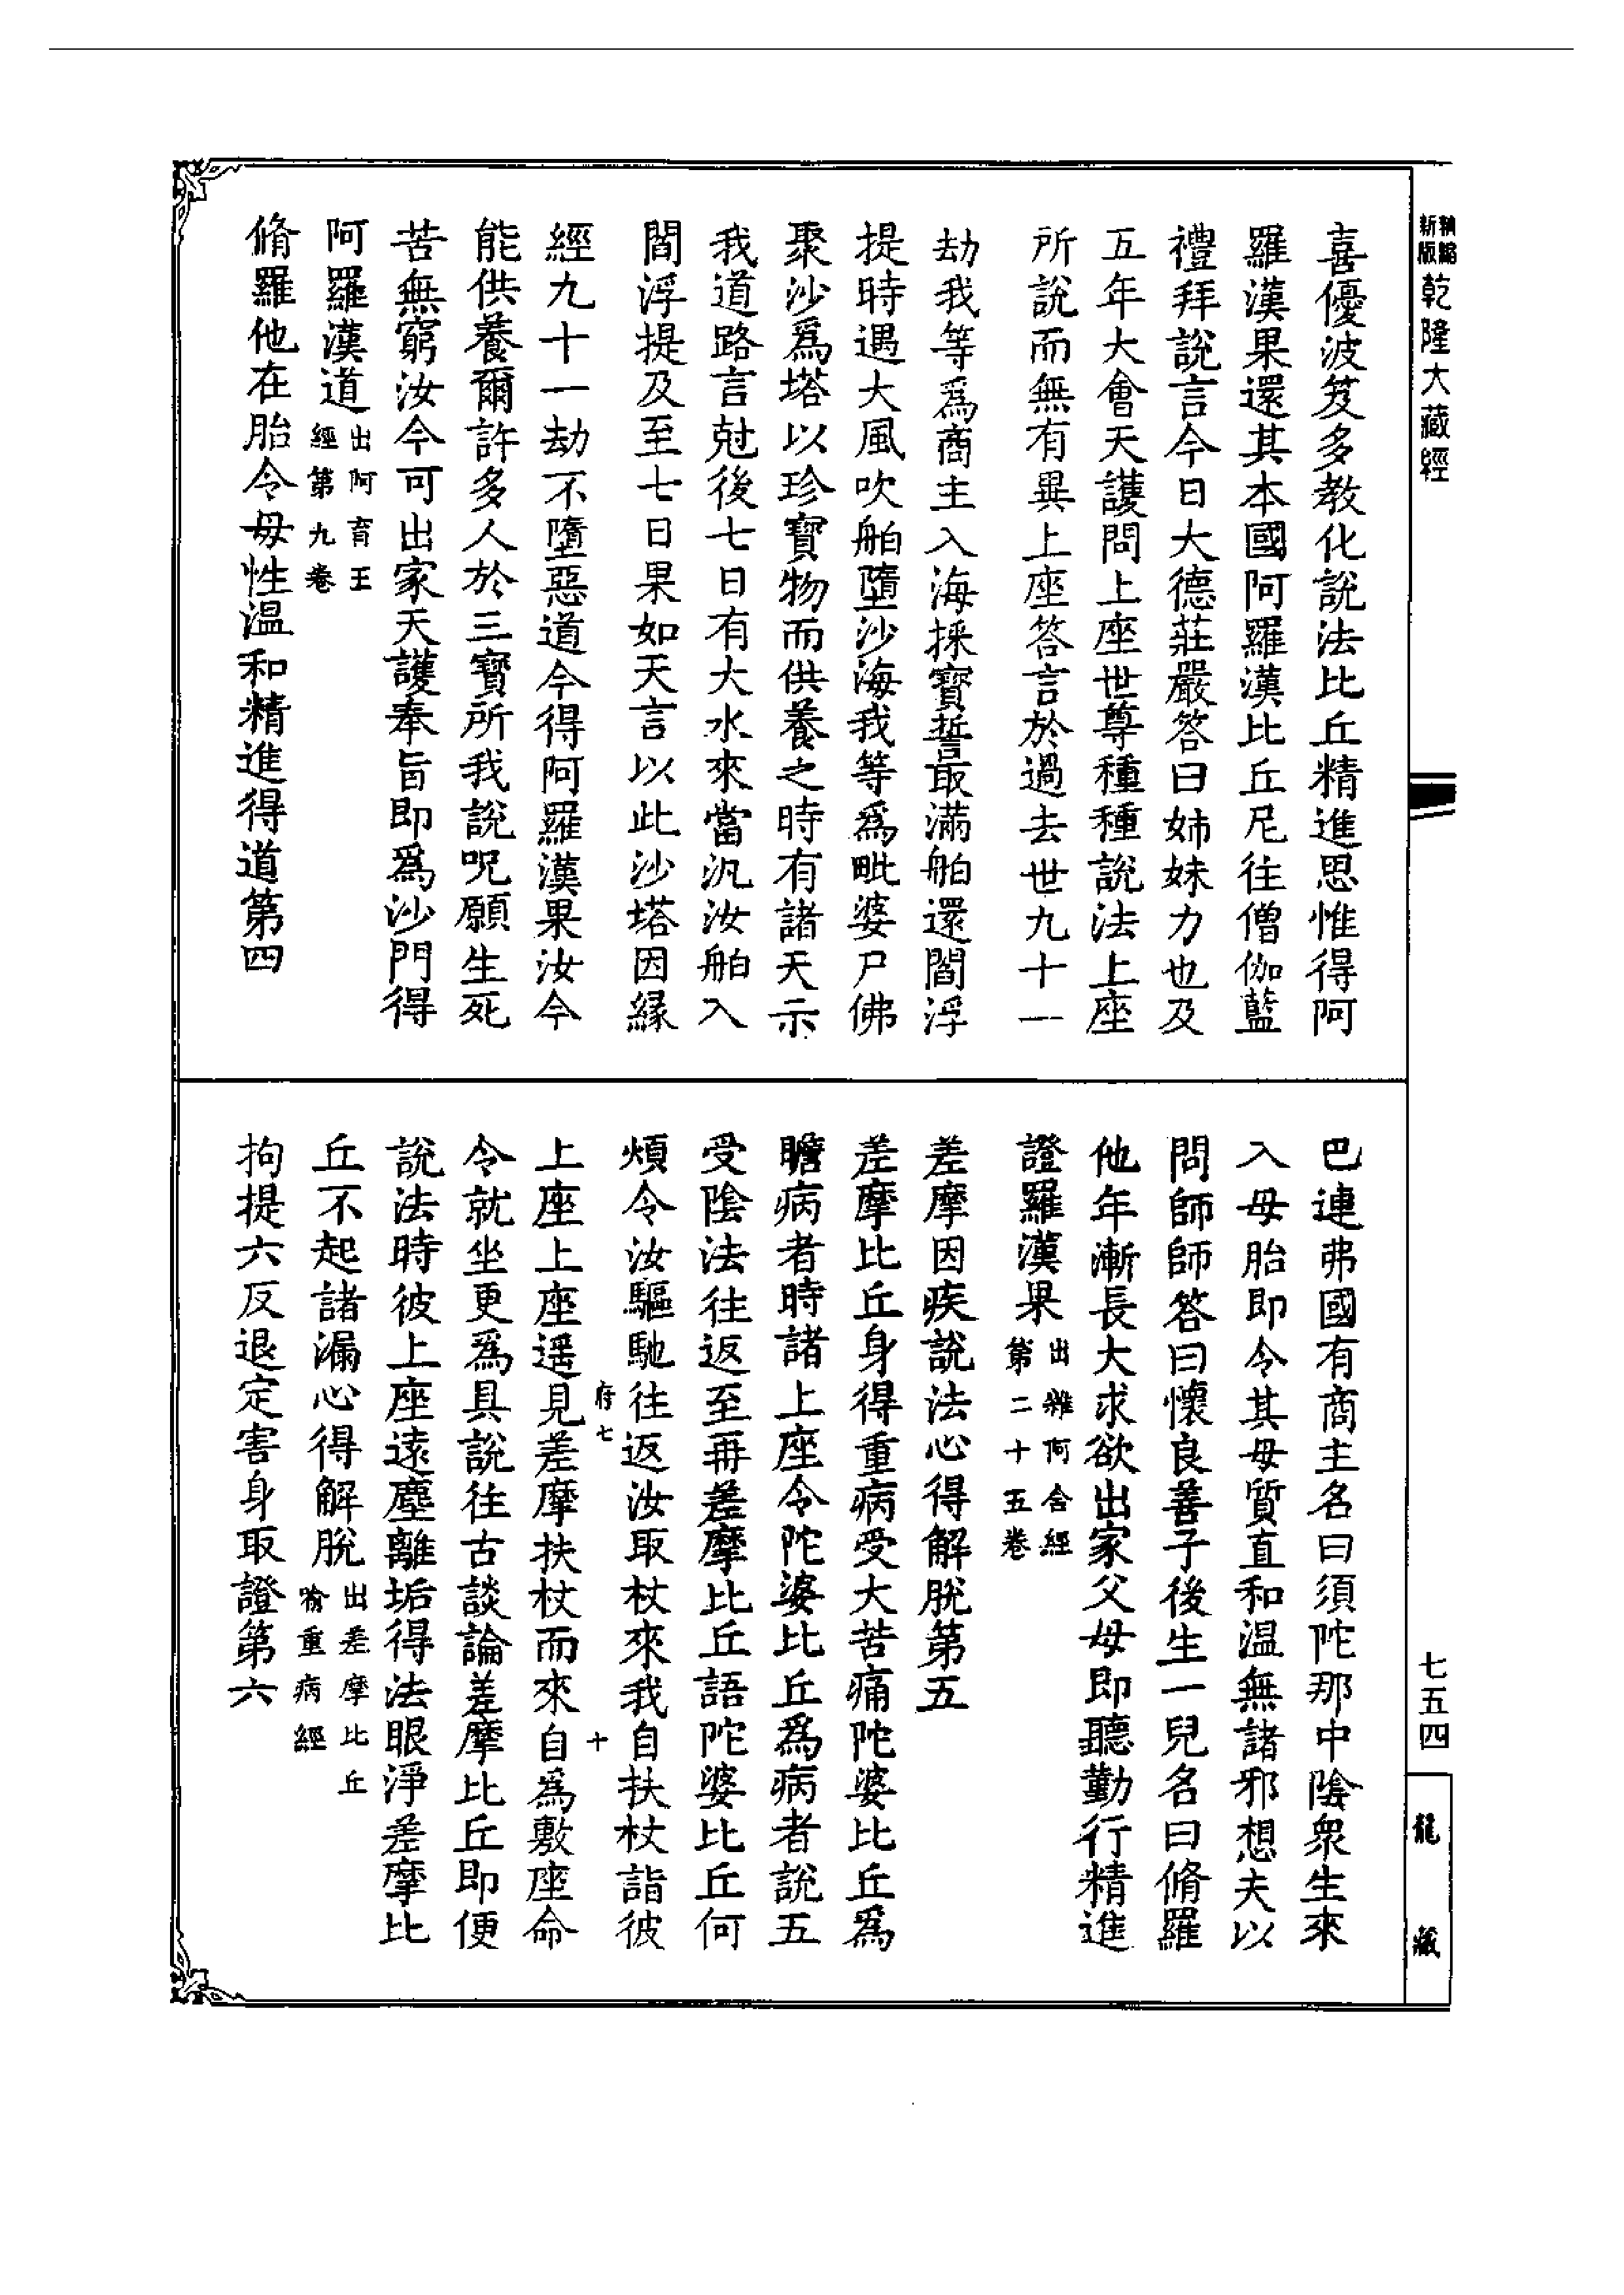 新版 精縮 乾隆大藏經
七五四
龍藏
喜優波笈多教化說法比丘精進思惟得阿
羅漢果還其本國阿羅漢比丘尼往僧伽藍
禮拜說言今日大德莊嚴答曰姊妹力也及
五年大會天護問上座世尊種種說法上座
所說而無有異上座答言於過去世九十一
劫我等為商主入海採寶誓取滿舶還閻浮
提時遇大風吹舶墮沙海我等為毗婆尸佛
聚沙為塔以珍寶物而供養之時有諸天示
我道路言尅後七日有大水來當汎汝舶入
閻浮提及至七日果如天言以此沙塔因緣
經九十一劫不墮惡道今得阿羅漢果汝今
能供養爾許多人於三寶所我說呪願生死
苦無窮汝今可出家天護奉旨即為沙門得
阿羅漢道出阿育王經第九卷
脩羅他在胎令母性温和精進得道第四
巴連弗國有商主名曰須陀那中陰衆生來
入母胎即令其母質直和温無諸邪想夫以
問師師答曰懷良善子後生一兒名曰脩羅
他年漸長大求欲出家父母即聽勤行精進
證羅漢果出雜阿含經第二十五卷
差摩因疾說法心得解脫第五
差摩比丘身得重病受大苦痛陀婆比丘為
瞻病者時諸上座令陀婆比丘為病者說五
受陰法往返至再差摩比丘語陀婆比丘何
煩令汝驅馳往返汝取杖來我自扶杖詣彼
府七 十
上座上座遥見差摩扶杖而來自為敷座命
令就坐更為具說往古談論差摩比丘即便
說法時彼上座遠塵離垢得法眼淨差摩比
丘不起諸漏心得解脫出差摩比丘喻重病經
拘提六反退定害身取證第六